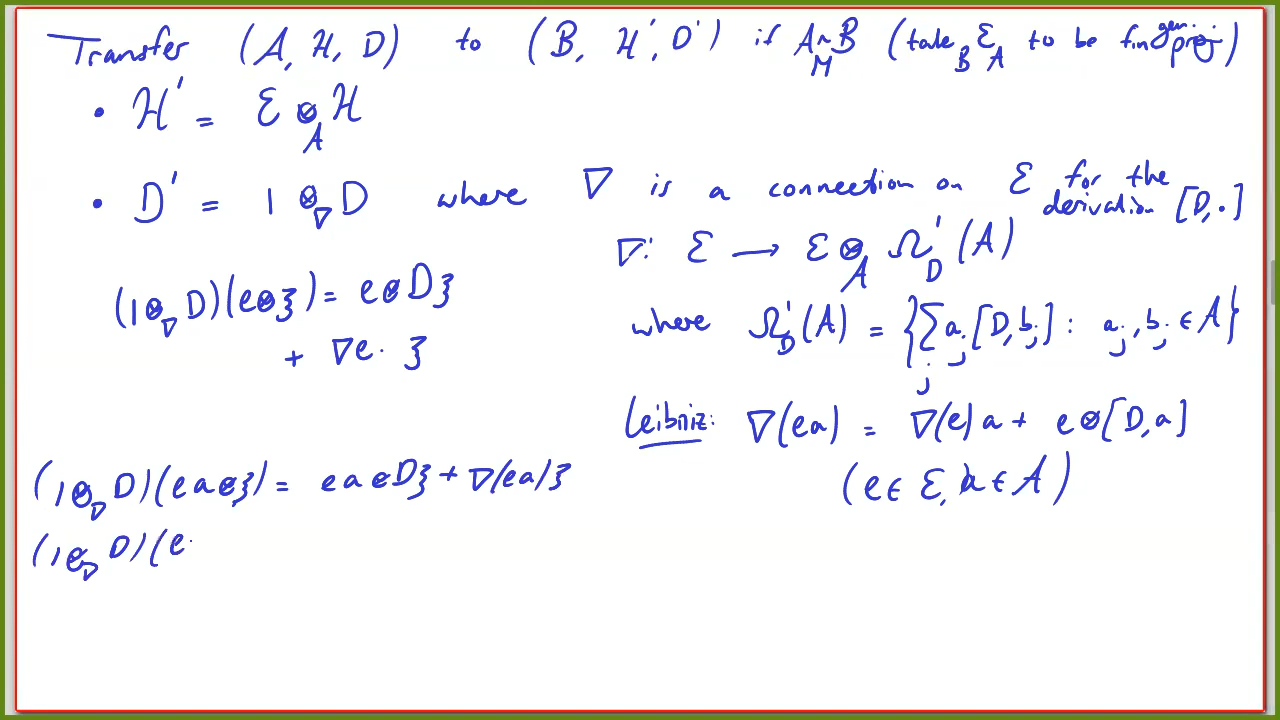 Transfer (A, H, D) to (B, H', D') if A ~_M B (take _B ℰ_A to be fin gen. proj)
• H' = ℰ ⊗_A H
• D' = 1 ⊗_∇ D where ∇ is a connection on ℰ for the derivation [D, •]
∇: ℰ → ℰ ⊗_A Ω¹_D (A)
(1 ⊗_∇ D)(e ⊗ ξ) = e ⊗ Dξ
+ ∇e · ξ
where Ω¹_D (A) = {∑_j a_j [D, b_j] : a_j, b_j ∈ A}
Leibniz: ∇(ea) = ∇(e)a + e ⊗ [D, a]
(e ∈ ℰ, a ∈ A)
(1 ⊗_∇ D)(ea ⊗ ξ) = ea ⊗ Dξ + ∇(ea)ξ
(1 ⊗_∇ D)(e